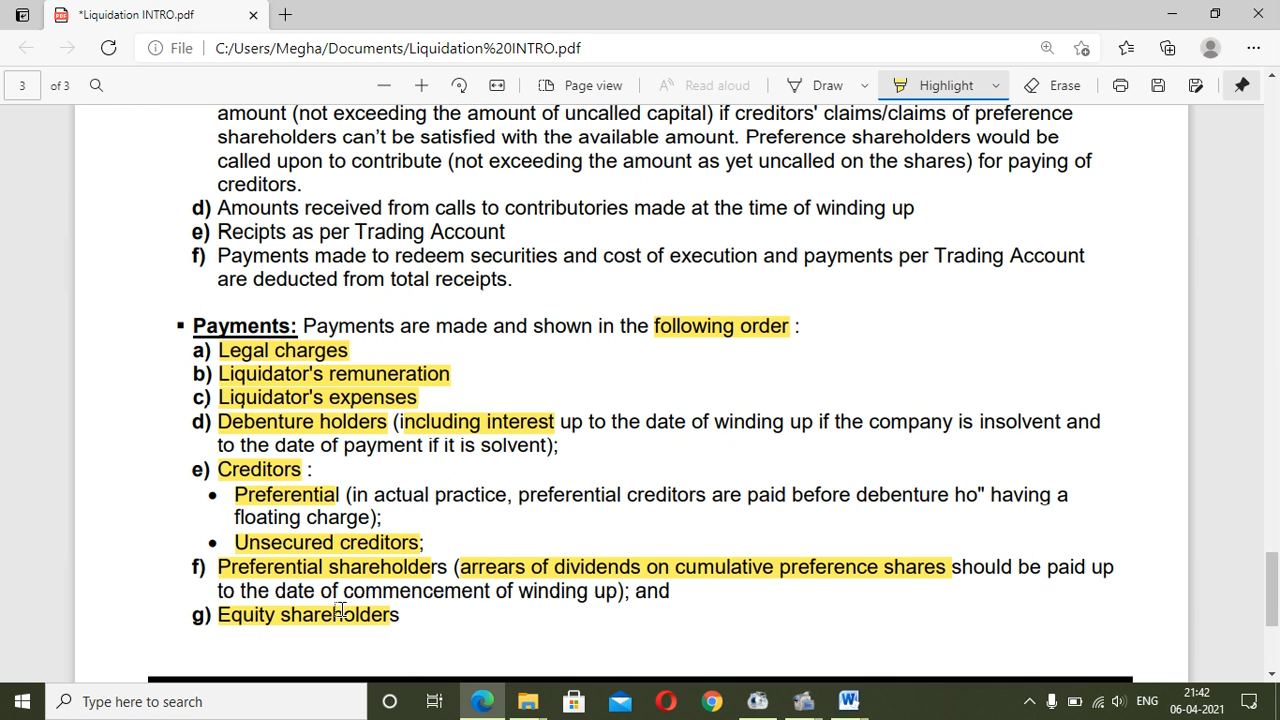 *Liquidation INTRO.pdf
File
C:/Users/Megha/Documents/Liquidation%20INTRO.pdf
3 of 3
Page view
Read aloud
Draw
Highlight
Erase
amount (not exceeding the amount of uncalled capital) if creditors' claims/claims of preference
shareholders can't be satisfied with the available amount. Preference shareholders would be
called upon to contribute (not exceeding the amount as yet uncalled on the shares) for paying of
creditors.
d) Amounts received from calls to contributories made at the time of winding up
e) Recipts as per Trading Account
f) Payments made to redeem securities and cost of execution and payments per Trading Account
are deducted from total receipts.
▪ Payments: Payments are made and shown in the following order :
a) Legal charges
b) Liquidator's remuneration
c) Liquidator's expenses
d) Debenture holders (including interest up to the date of winding up if the company is insolvent and
to the date of payment if it is solvent);
e) Creditors :
• Preferential (in actual practice, preferential creditors are paid before debenture ho" having a
floating charge);
• Unsecured creditors;
f) Preferential shareholders (arrears of dividends on cumulative preference shares should be paid up
to the date of commencement of winding up); and
g) Equity shareholders
Type here to search
ENG
21:42
06-04-2021